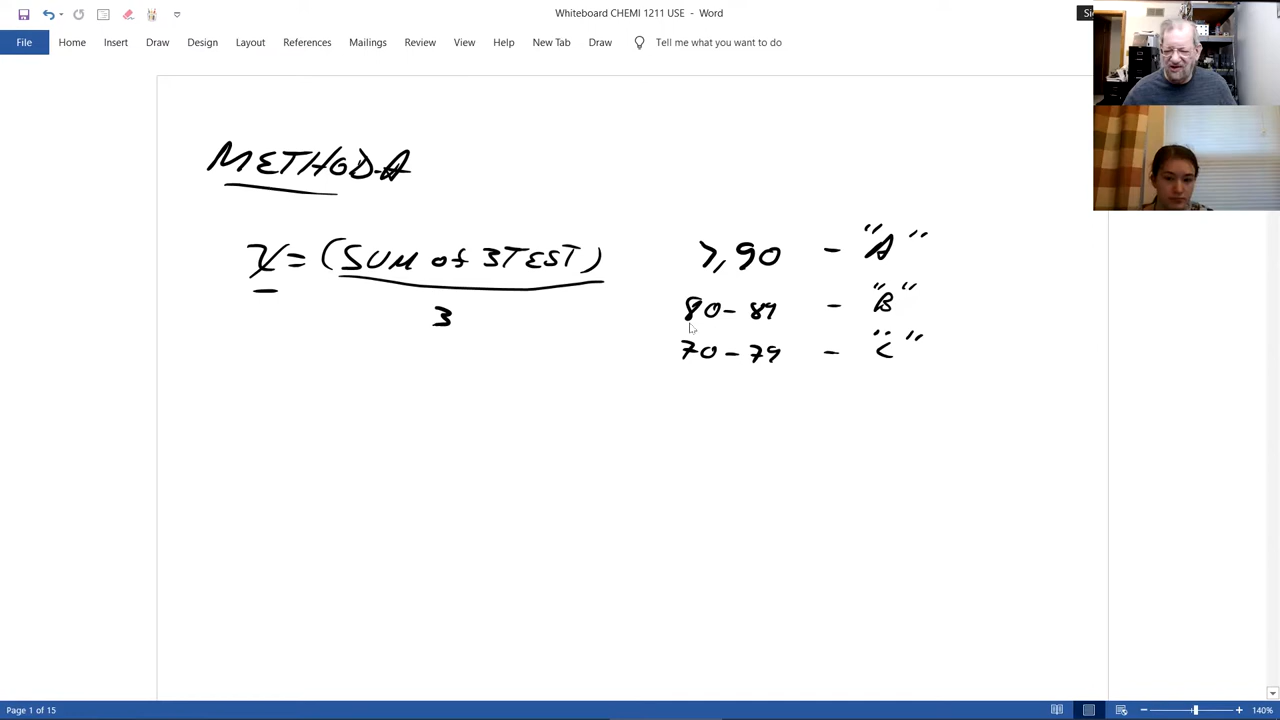 Whiteboard CHEMI 1211 USE - Word
File Home Insert Draw Design Layout References Mailings Review View Help New Tab Draw Tell me what you want to do
METHOD-A
X = (SUM of 3 TEST)
3
≥ 90 - "A"
80 - 89 - "B"
70 - 79 - "C"
Page 1 of 15
140%